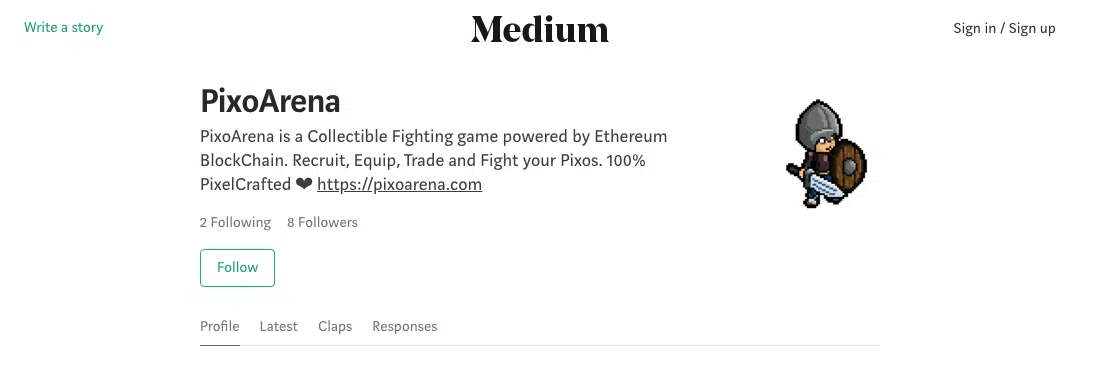 Write a story
Medium
Sign in / Sign up
PixoArena
PixoArena is a Collectible Fighting game powered by Ethereum
BlockChain. Recruit, Equip, Trade and Fight your Pixos. 100%
PixelCrafted ❤ https://pixoarena.com
2 Following 8 Followers
Follow
Profile Latest Claps Responses